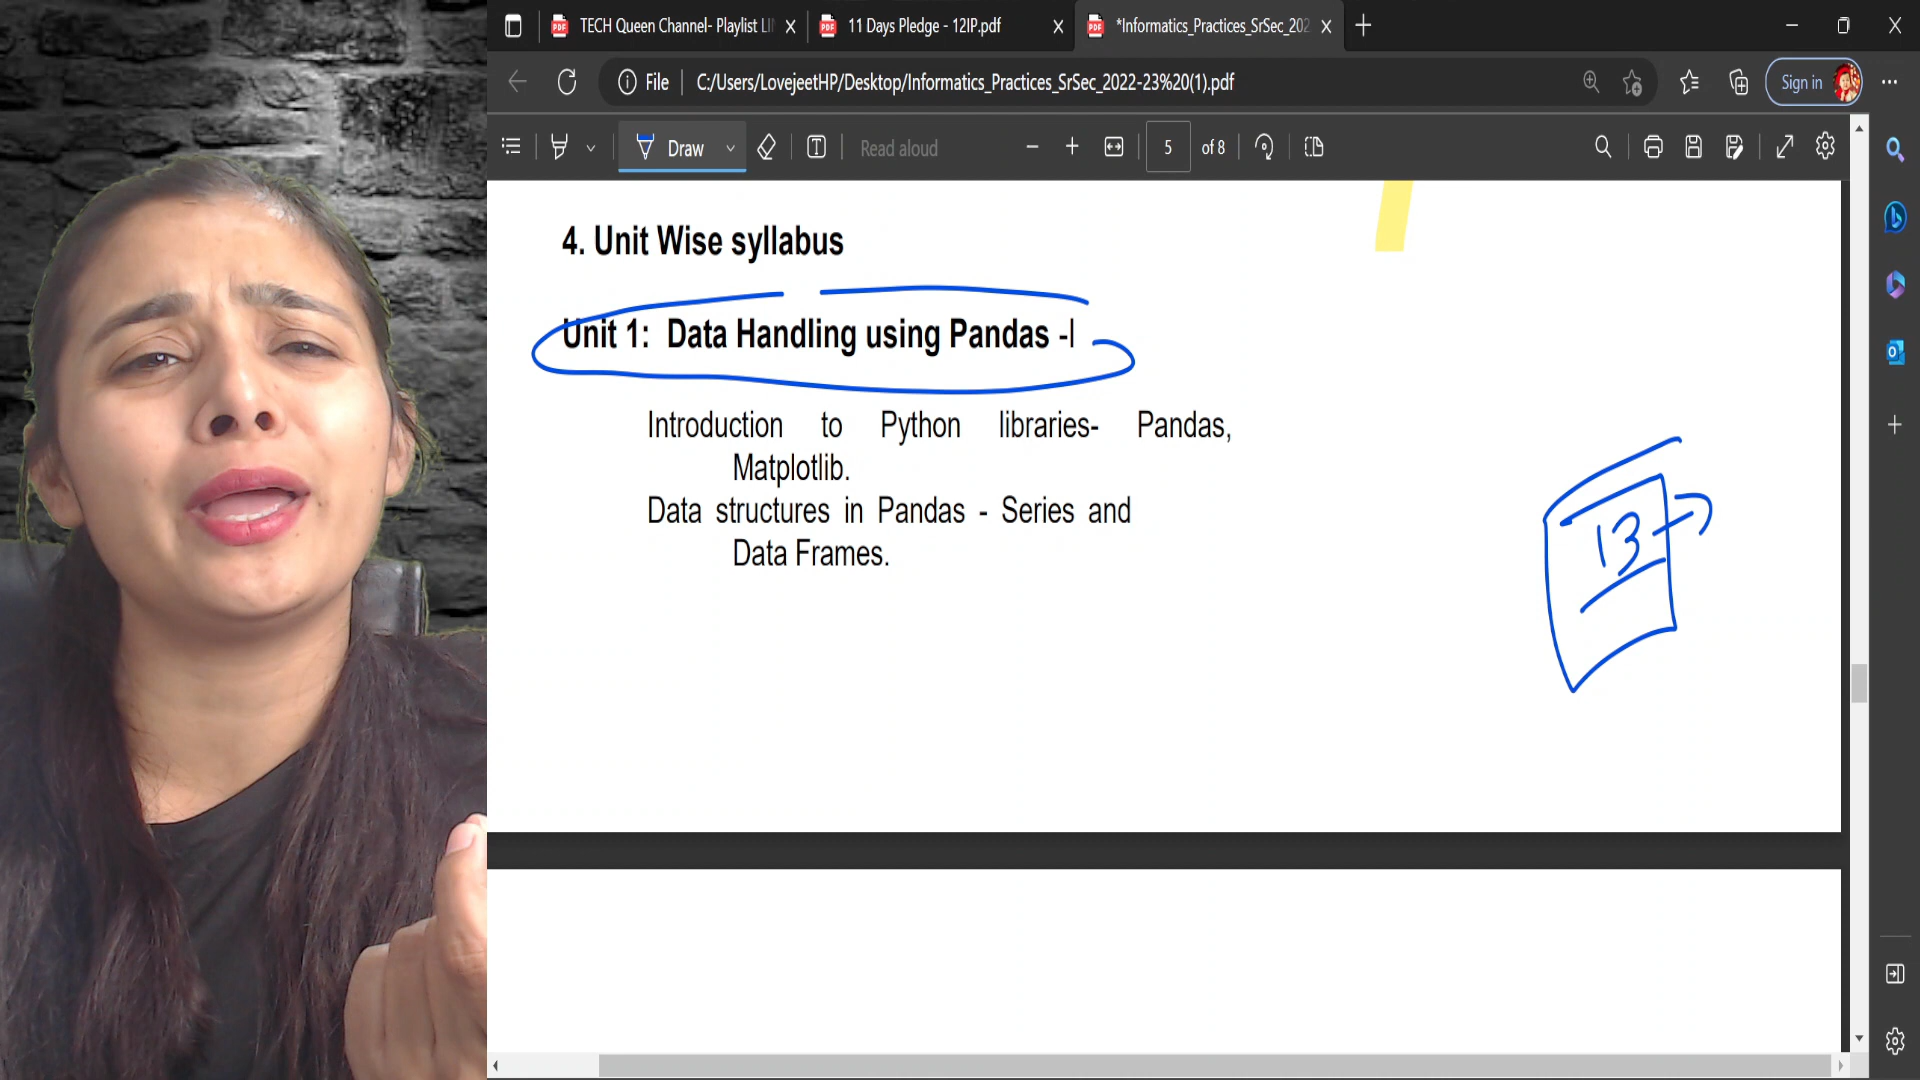 TECH Queen Channel- Playlist LI
11 Days Pledge - 12IP.pdf
*Informatics_Practices_SrSec_202
File
C:/Users/LovejeetHP/Desktop/Informatics_Practices_SrSec_2022-23%20(1).pdf
Sign in
Draw
Read aloud
5
of 8
4. Unit Wise syllabus
Unit 1: Data Handling using Pandas -I
Introduction to Python libraries- Pandas,
Matplotlib.
Data structures in Pandas - Series and
Data Frames.
13